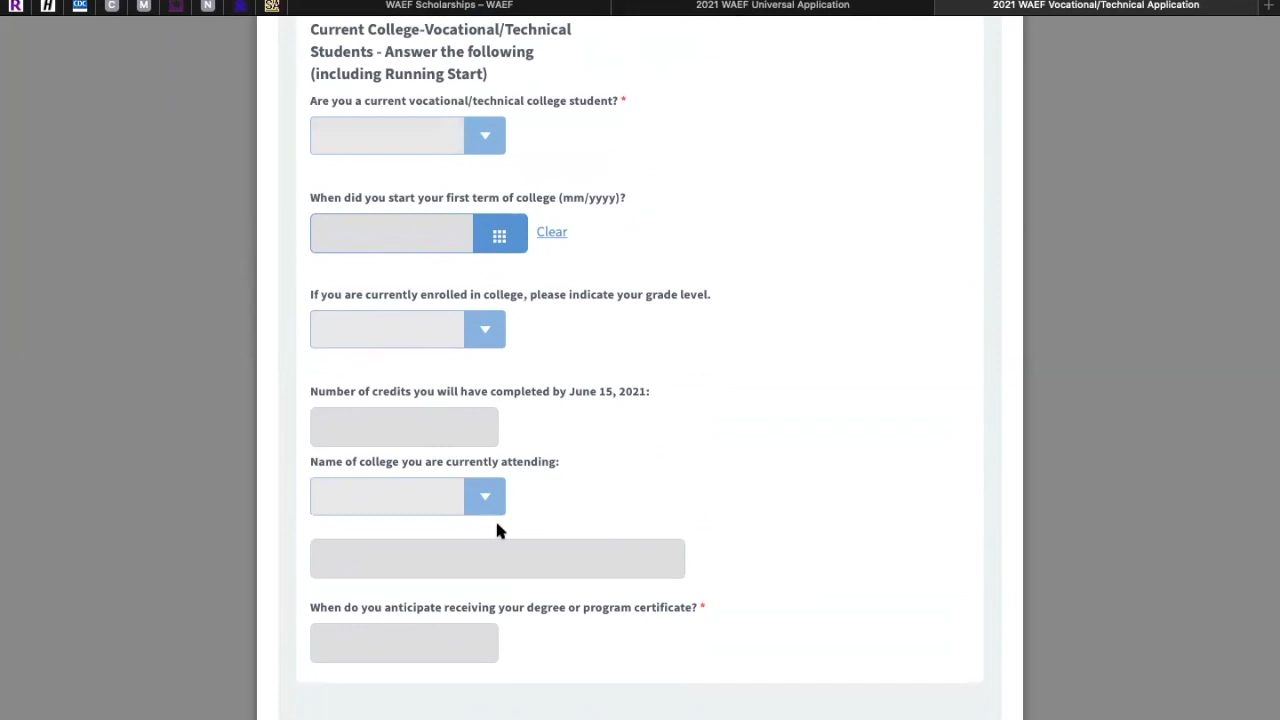 R
H
CDC
C
M
N
SA
WAEF Scholarships – WAEF
2021 WAEF Universal Application
2021 WAEF Vocational/Technical Application
Current College-Vocational/Technical
Students - Answer the following
(including Running Start)
Are you a current vocational/technical college student? *
When did you start your first term of college (mm/yyyy)?
Clear
If you are currently enrolled in college, please indicate your grade level.
Number of credits you will have completed by June 15, 2021:
Name of college you are currently attending:
When do you anticipate receiving your degree or program certificate? *